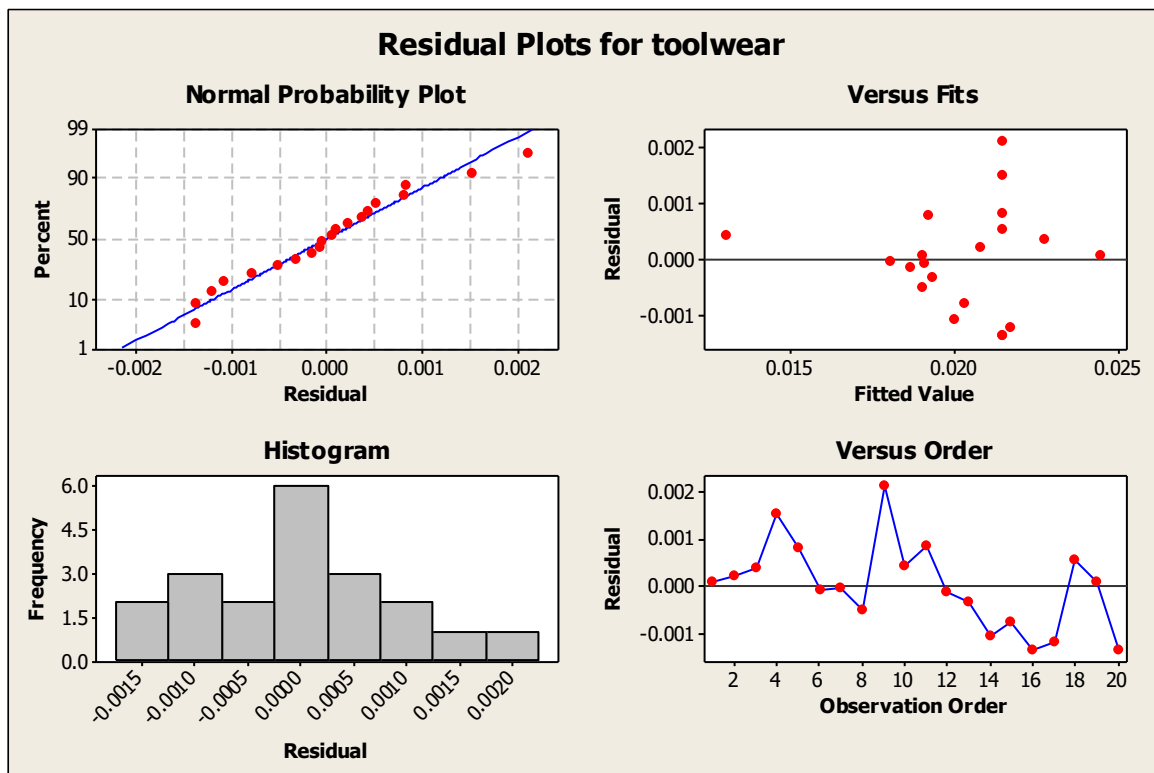 Residual Plots for toolwear
Normal Probability Plot
Percent
99
90
50
10
1
-0.002 -0.001 0.000 0.001 0.002
Residual
Versus Fits
Residual
0.002
0.001
0.000
-0.001
0.015 0.020 0.025
Fitted Value
Histogram
Frequency
6.0
4.5
3.0
1.5
0.0
-0.0015 -0.0010 -0.0005 0.0000 0.0005 0.0010 0.0015 0.0020
Residual
Versus Order
Residual
0.002
0.001
0.000
-0.001
2 4 6 8 10 12 14 16 18 20
Observation Order